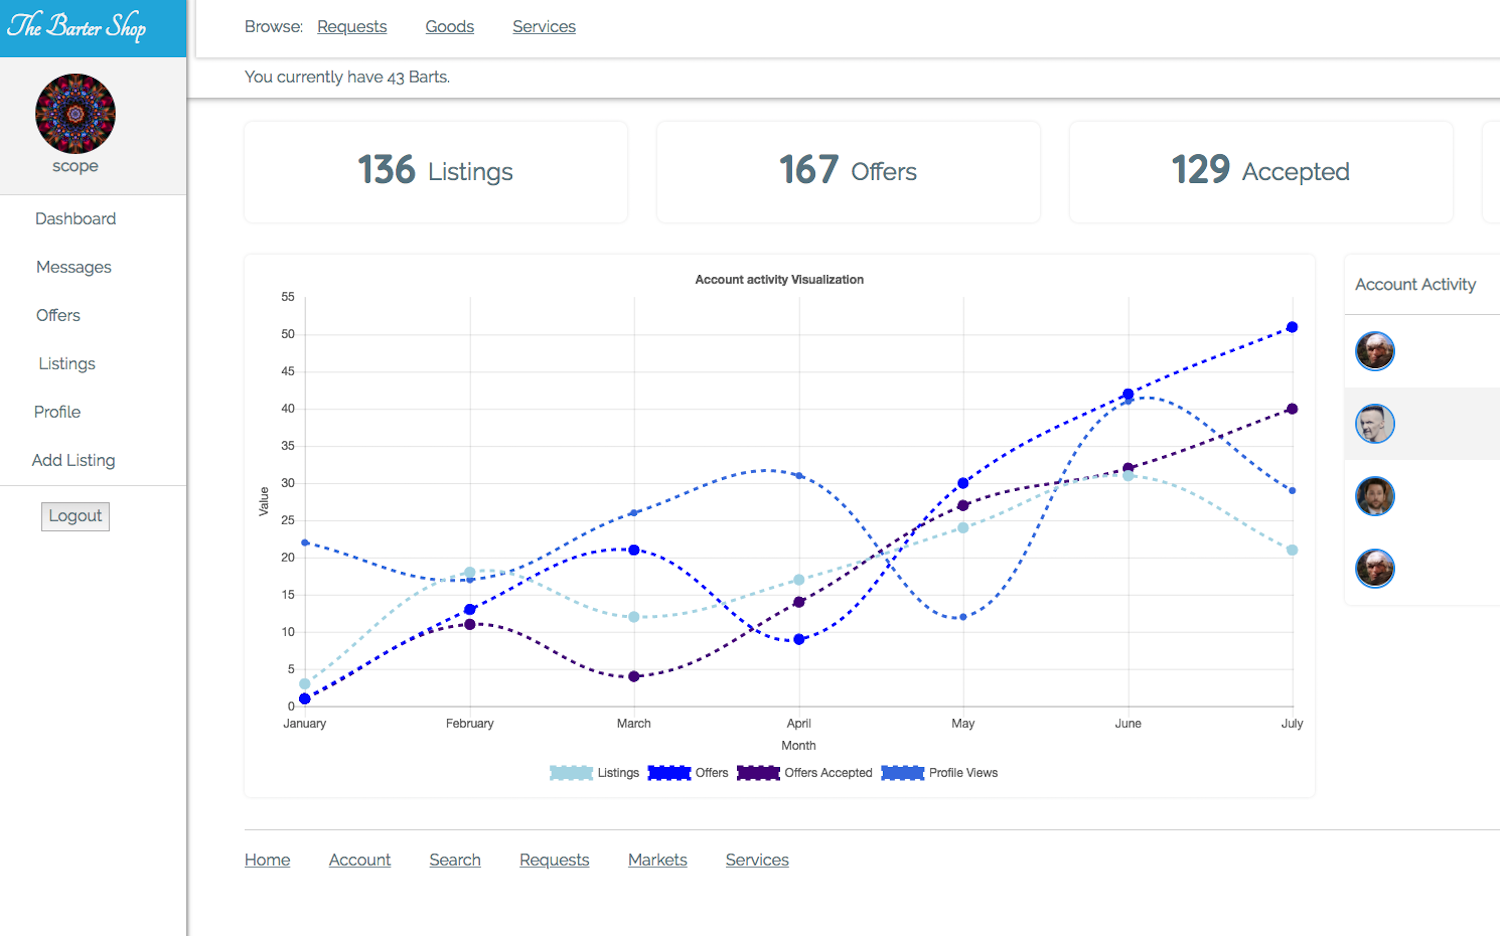 The Barter Shop
scope
Dashboard
Messages
Offers
Listings
Profile
Add Listing
Logout
Browse: Requests Goods Services
You currently have 43 Barts.
136 Listings
167 Offers
129 Accepted
Account activity Visualization
55
50
45
40
35
30
25
20
15
10
5
0
Value
January February March April May June July
Month
Listings Offers Offers Accepted Profile Views
Account Activity
Home Account Search Requests Markets Services